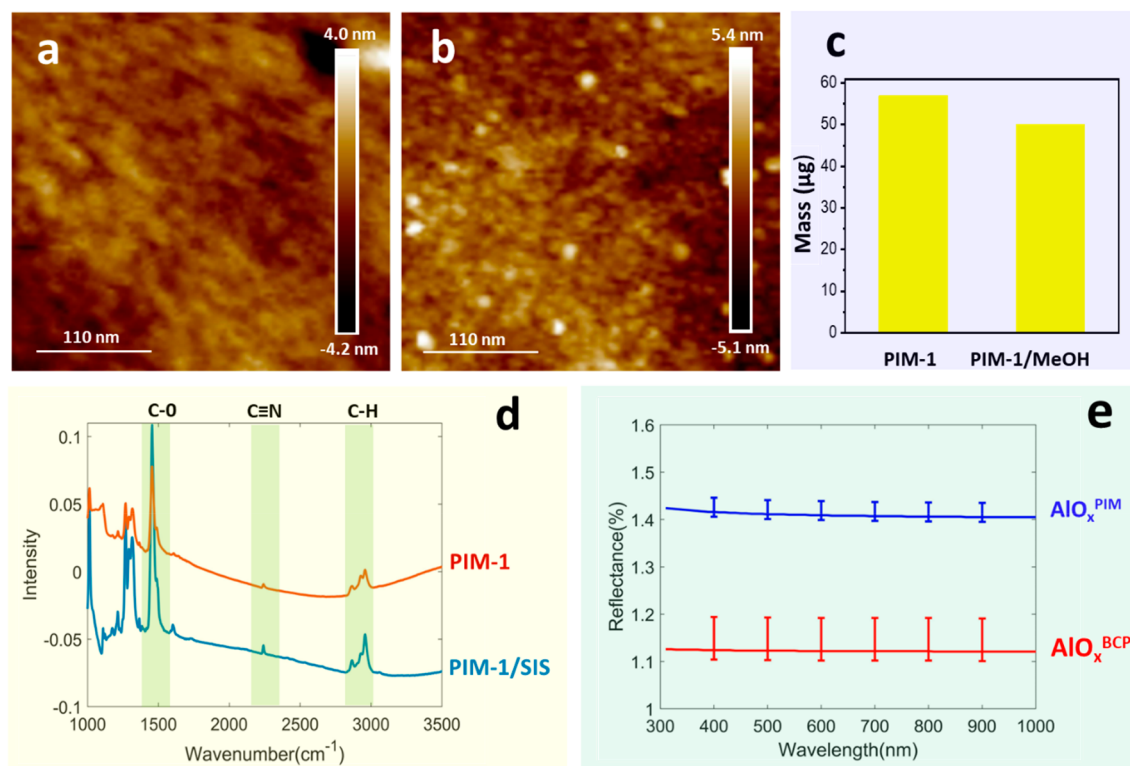 a
4.0 nm
110 nm
-4.2 nm
b
5.4 nm
110 nm
-5.1 nm
c
60
50
40
30
20
10
0
Mass (µg)
PIM-1 PIM-1/MeOH
d
C-0 C≡N C-H
0.1
0.05
0
-0.05
-0.1
Intensity
PIM-1
PIM-1/SIS
1000 1500 2000 2500 3000 3500
Wavenumber(cm-1)
e
1.6
1.5
1.4
1.3
1.2
1.1
1
Reflectance(%)
AlOxPIM
AlOxBCP
300 400 500 600 700 800 900 1000
Wavelength(nm)